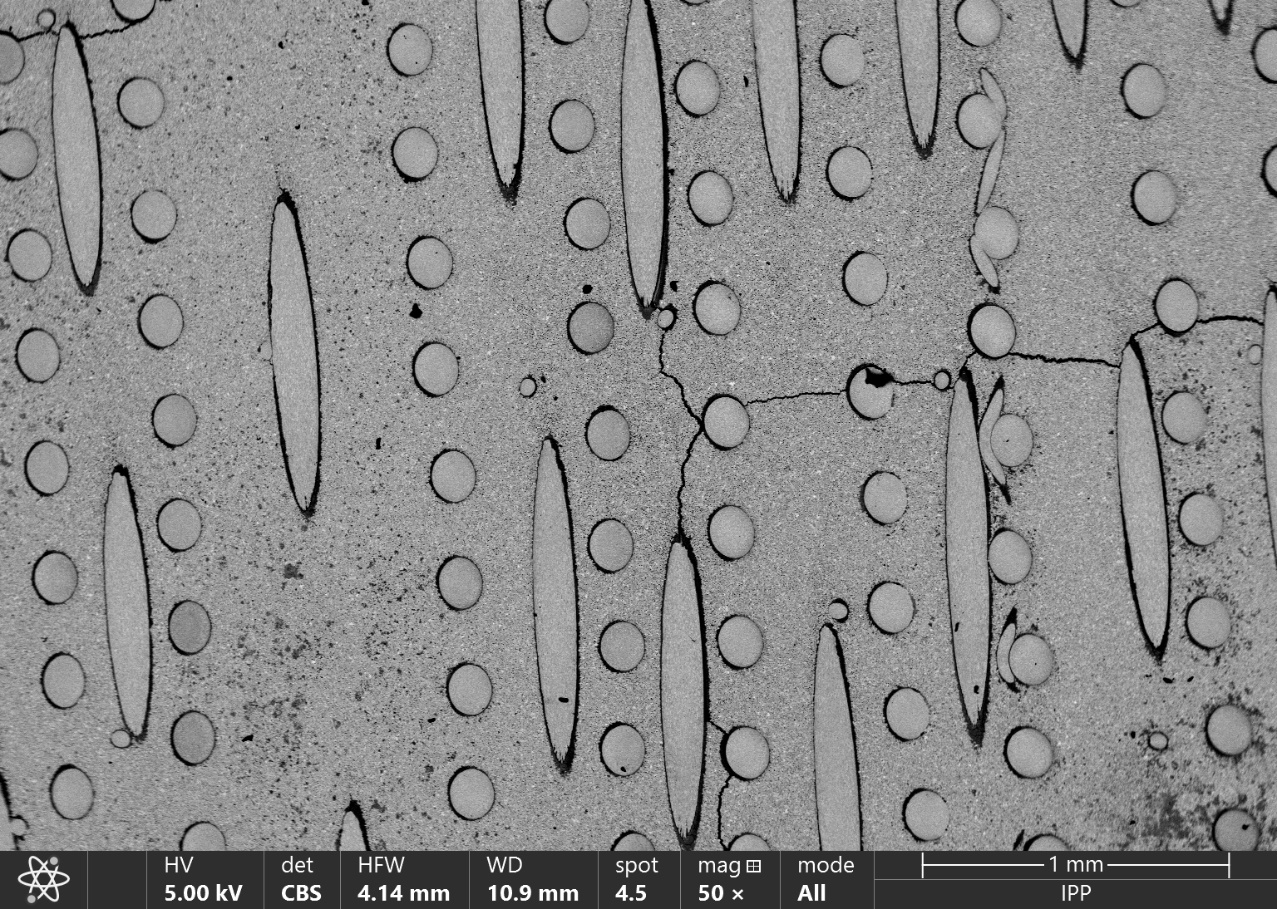 HV det HFW WD spot mag ⊞ mode
5.00 kV CBS 4.14 mm 10.9 mm 4.5 50 × All
1 mm
IPP